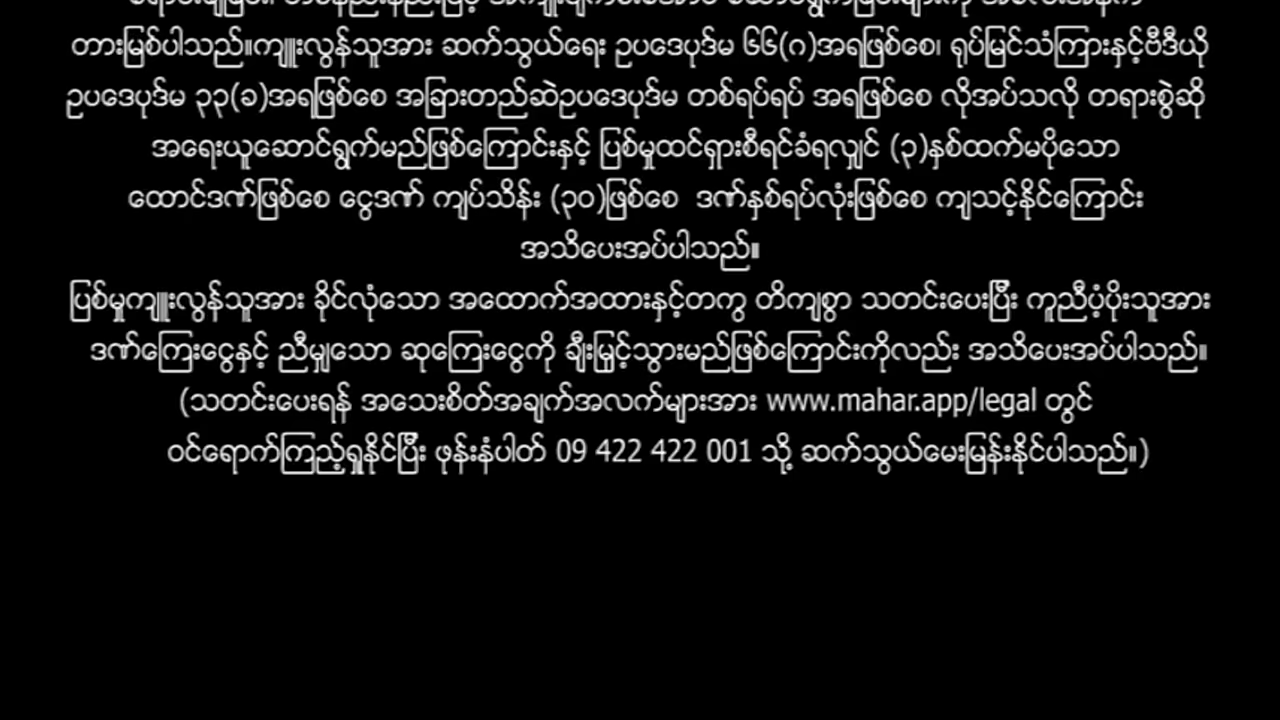 တားမြစ်ပါသည်။ကျူးလွန်သူအား ဆက်သွယ်ရေး ဥပဒေပုဒ်မ ၆၆(ဂ)အရဖြစ်စေ၊ ရုပ်မြင်သံကြားနှင့်ဗီဒီယို
ဥပဒေပုဒ်မ ၃၃(ခ)အရဖြစ်စေ အခြားတည်ဆဲဥပဒေပုဒ်မ တစ်ရပ်ရပ် အရဖြစ်စေ လိုအပ်သလို တရားစွဲဆို
အရေးယူဆောင်ရွက်မည်ဖြစ်ကြောင်းနှင့် ပြစ်မှုထင်ရှားစီရင်ခံရလျှင် (၃)နှစ်ထက်မပိုသော
ထောင်ဒဏ်ဖြစ်စေ ငွေဒဏ် ကျပ်သိန်း (၃၀)ဖြစ်စေ ဒဏ်နှစ်ရပ်လုံးဖြစ်စေ ကျသင့်နိုင်ကြောင်း
အသိပေးအပ်ပါသည်။
ပြစ်မှုကျူးလွန်သူအား ခိုင်လုံသော အထောက်အထားနှင့်တကွ တိကျစွာ သတင်းပေးပြီး ကူညီပံ့ပိုးသူအား
ဒဏ်ကြေးငွေနှင့် ညီမျှသော ဆုကြေးငွေကို ချီးမြှင့်သွားမည်ဖြစ်ကြောင်းကိုလည်း အသိပေးအပ်ပါသည်။
(သတင်းပေးရန် အသေးစိတ်အချက်အလက်များအား www.mahar.app/legal တွင်
ဝင်ရောက်ကြည့်ရှုနိုင်ပြီး ဖုန်းနံပါတ် 09 422 422 001 သို့ ဆက်သွယ်မေးမြန်းနိုင်ပါသည်။)